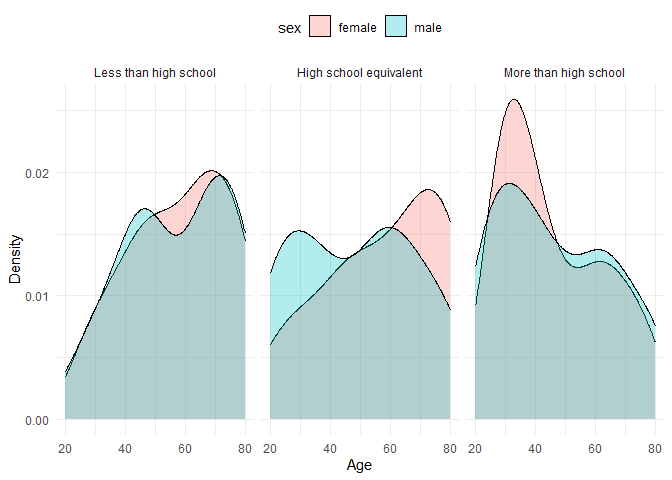 sex female male
Less than high school High school equivalent More than high school
0.02
0.01
0.00
Density
20 40 60 80 20 40 60 80 20 40 60 80
Age